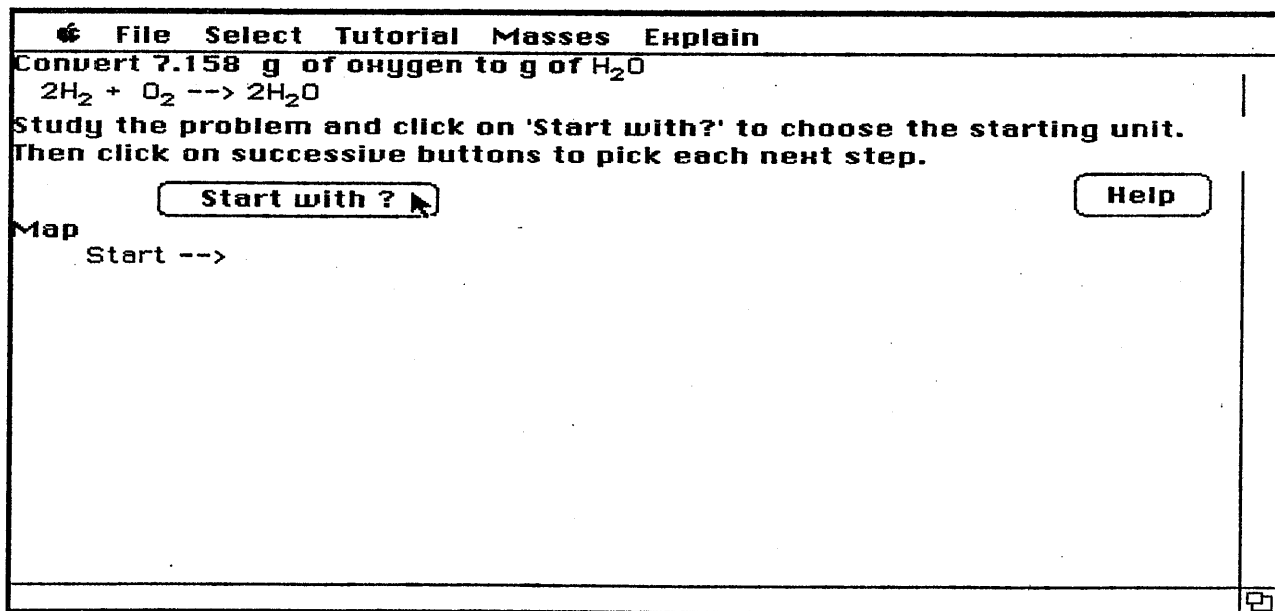 File Select Tutorial Masses Explain
Convert 7.158 g of oxygen to g of H₂O
2H₂ + O₂ --> 2H₂O
Study the problem and click on 'Start with?' to choose the starting unit.
Then click on successive buttons to pick each next step.
Start with ?
Help
Map
Start -->